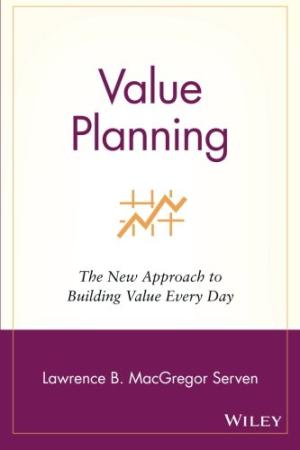 Value
Planning
The New Approach to
Building Value Every Day
Lawrence B. MacGregor Serven
WILEY